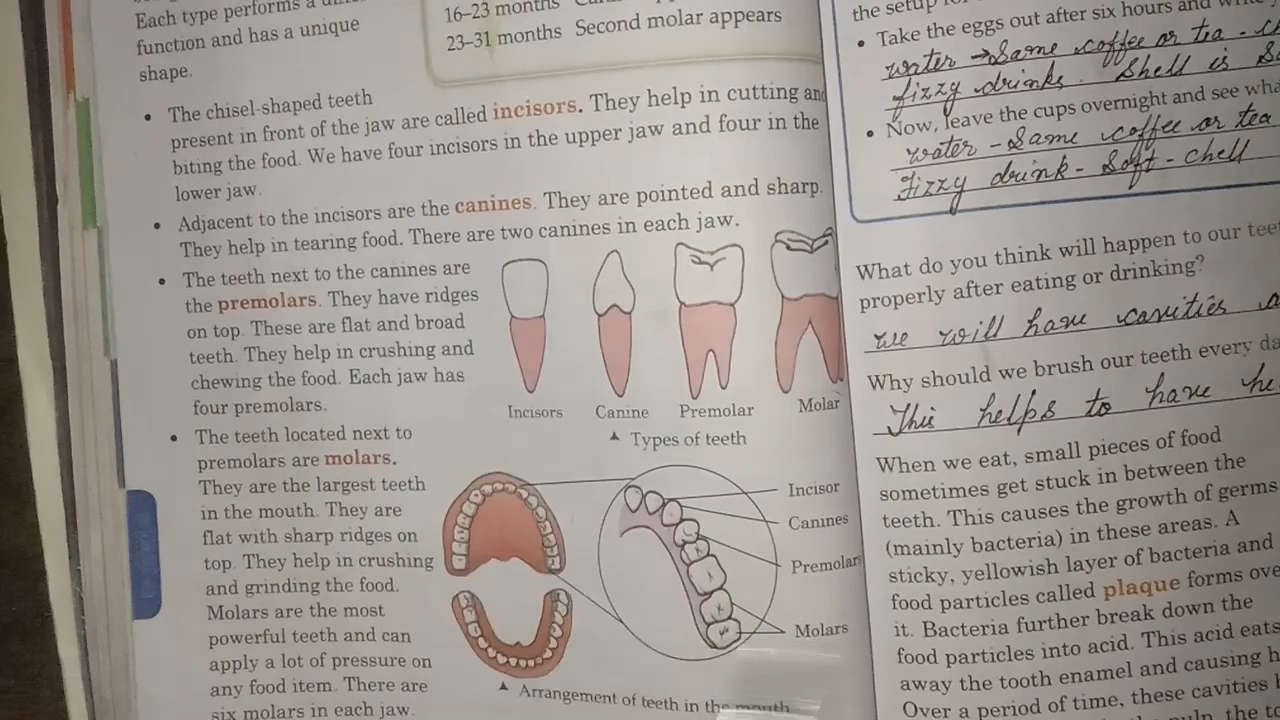 Each type performs a
function and has a unique
shape.
16–23 months
23–31 months Second molar appears
• The chisel-shaped teeth
present in front of the jaw are called incisors. They help in cutting and
biting the food. We have four incisors in the upper jaw and four in the
lower jaw.
• Adjacent to the incisors are the canines. They are pointed and sharp.
They help in tearing food. There are two canines in each jaw.
• The teeth next to the canines are
the premolars. They have ridges
on top. These are flat and broad
teeth. They help in crushing and
chewing the food. Each jaw has
four premolars.
Incisors Canine Premolar Molar
▲ Types of teeth
• The teeth located next to
premolars are molars.
They are the largest teeth
in the mouth. They are
flat with sharp ridges on
top. They help in crushing
and grinding the food.
Molars are the most
powerful teeth and can
apply a lot of pressure on
any food item. There are
six molars in each jaw.
Incisor
Canines
Premolars
Molars
▲ Arrangement of teeth in the mouth
the setup
• Take the eggs out after six hours and
water → Same coffee or tea -
fizzy drinks. Shell is
• Now, leave the cups overnight and see
water - Same coffee or tea
Fizzy drink - Soft - chell
What do you think will happen to our
properly after eating or drinking?
we will have cavities
Why should we brush our teeth every
This helps to have
When we eat, small pieces of food
sometimes get stuck in between the
teeth. This causes the growth of germs
(mainly bacteria) in these areas. A
sticky, yellowish layer of bacteria and
food particles called plaque forms
it. Bacteria further break down the
food particles into acid. This acid eats
away the tooth enamel and causing
Over a period of time, these cavities
the